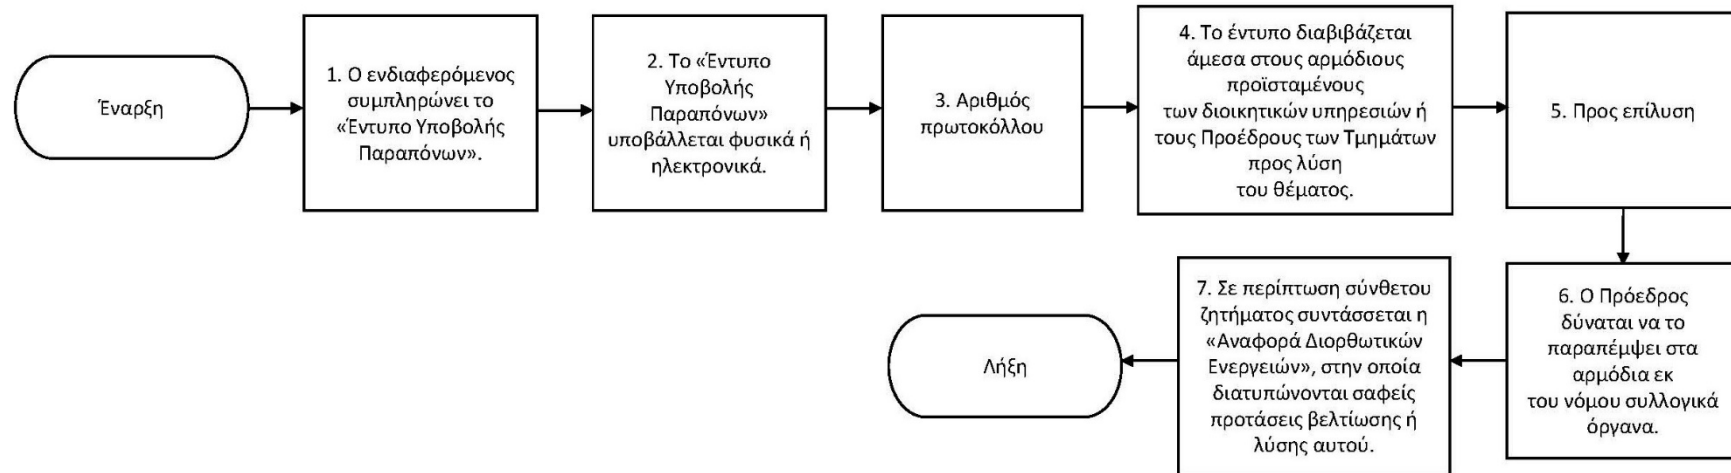 Έναρξη
1. Ο ενδιαφερόμενος
συμπληρώνει το
«Έντυπο Υποβολής
Παραπόνων».
2. Το «Έντυπο
Υποβολής
Παραπόνων»
υποβάλλεται φυσικά ή
ηλεκτρονικά.
3. Αριθμός
πρωτοκόλλου
4. Το έντυπο διαβιβάζεται
άμεσα στους αρμόδιους
προϊσταμένους
των διοικητικών υπηρεσιών ή
τους Προέδρους των Τμημάτων
προς λύση
του θέματος.
5. Προς επίλυση
6. Ο Πρόεδρος
δύναται να το
παραπέμψει στα
αρμόδια εκ
του νόμου συλλογικά
όργανα.
7. Σε περίπτωση σύνθετου
ζητήματος συντάσσεται η
«Αναφορά Διορθωτικών
Ενεργειών», στην οποία
διατυπώνονται σαφείς
προτάσεις βελτίωσης ή
λύσης αυτού.
Λήξη